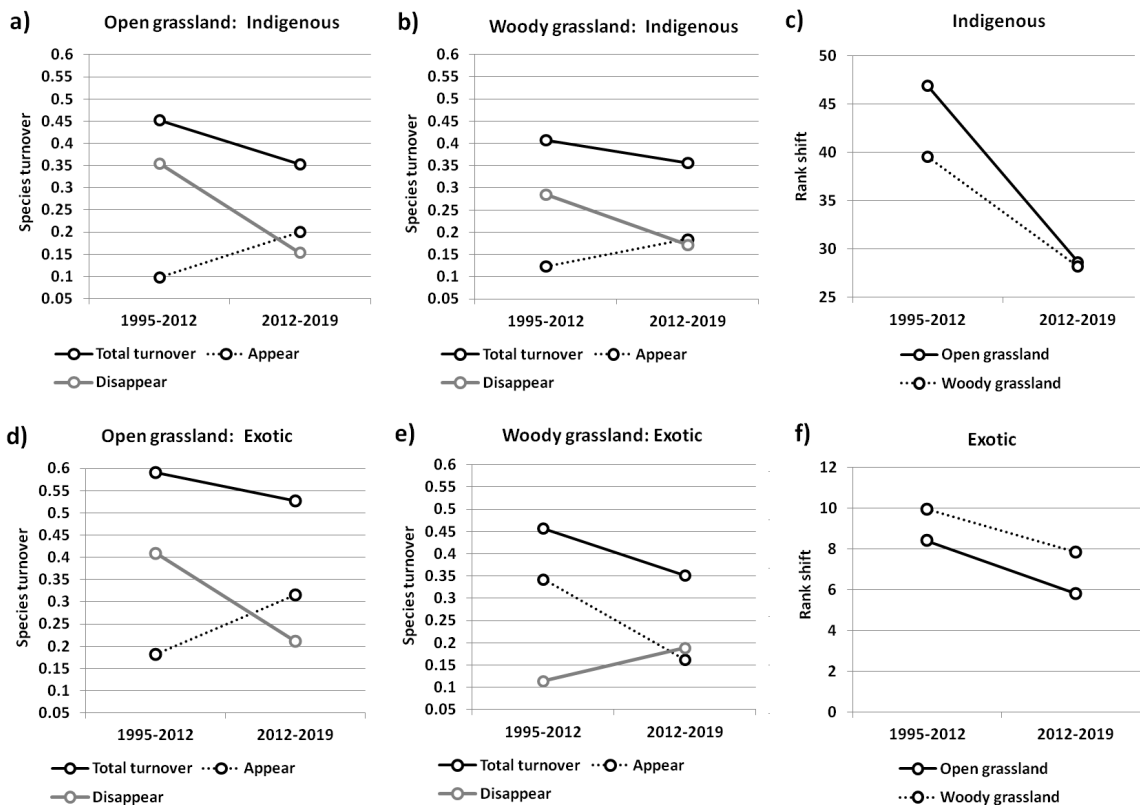 a)
Open grassland: Indigenous
0.6
0.55
0.5
0.45
0.4
0.35
0.3
0.25
0.2
0.15
0.1
0.05
Species turnover
1995-2012 2012-2019
Total turnover Appear
Disappear
b)
Woody grassland: Indigenous
0.6
0.55
0.5
0.45
0.4
0.35
0.3
0.25
0.2
0.15
0.1
0.05
Species turnover
1995-2012 2012-2019
Total turnover Appear
Disappear
c)
Indigenous
50
45
40
35
30
25
Rank shift
1995-2012 2012-2019
Open grassland
Woody grassland
d)
Open grassland: Exotic
0.6
0.55
0.5
0.45
0.4
0.35
0.3
0.25
0.2
0.15
0.1
0.05
Species turnover
1995-2012 2012-2019
Total turnover Appear
Disappear
e)
Woody grassland: Exotic
0.6
0.55
0.5
0.45
0.4
0.35
0.3
0.25
0.2
0.15
0.1
0.05
Species turnover
1995-2012 2012-2019
Total turnover Appear
Disappear
f)
Exotic
12
10
8
6
4
2
0
Rank shift
1995-2012 2012-2019
Open grassland
Woody grassland